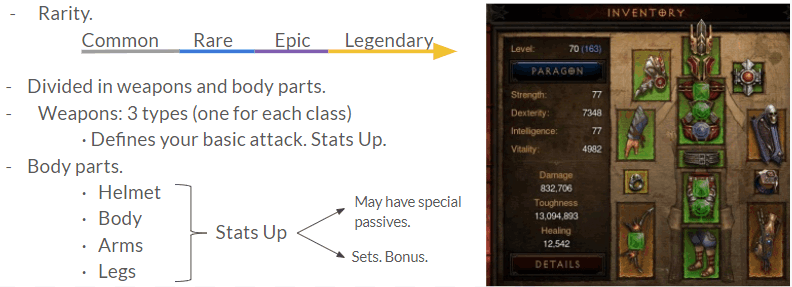 - Rarity.
Common Rare Epic Legendary
- Divided in weapons and body parts.
- Weapons: 3 types (one for each class)
· Defines your basic attack. Stats Up.
- Body parts.
· Helmet
· Body
· Arms
· Legs
Stats Up
May have special
passives.
Sets. Bonus.
INVENTORY
Level: 70 (163)
PARAGON
Strength: 77
Dexterity: 7348
Intelligence: 77
Vitality: 4982
Damage
832,706
Toughness
13,094,893
Healing
12,542
DETAILS